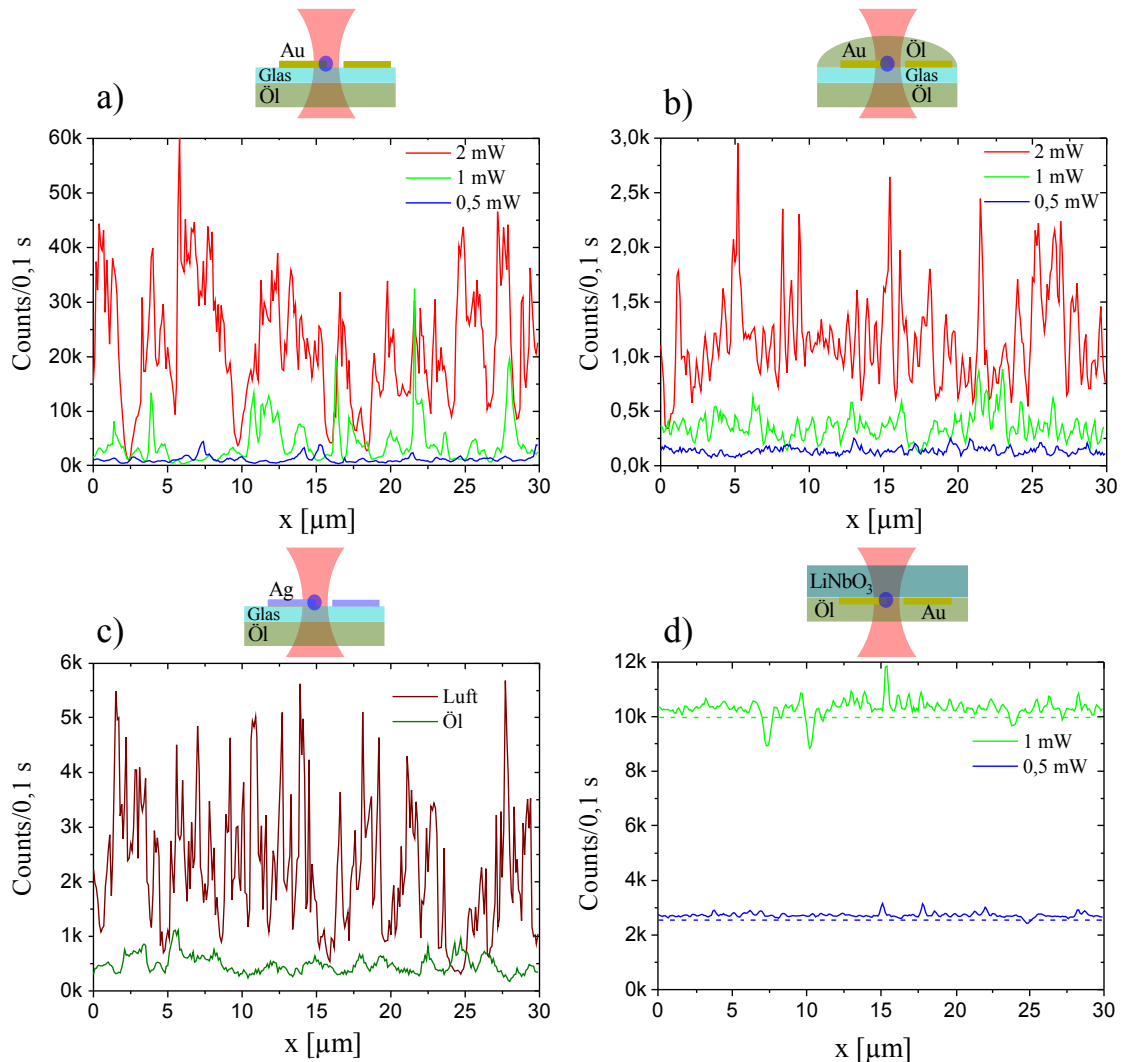 a)
Au
Glas
Öl
60k
50k
40k
30k
20k
10k
0k
Counts/0,1 s
2 mW
1 mW
0,5 mW
0 5 10 15 20 25 30
x [µm]
b)
Au Öl
Glas
Öl
3,0k
2,5k
2,0k
1,5k
1,0k
0,5k
0,0k
Counts/0,1 s
2 mW
1 mW
0,5 mW
0 5 10 15 20 25 30
x [µm]
c)
Ag
Glas
Öl
6k
5k
4k
3k
2k
1k
0k
Counts/0,1 s
Luft
Öl
0 5 10 15 20 25 30
x [µm]
d)
LiNbO3
Öl Au
12k
10k
8k
6k
4k
2k
0k
Counts/0,1 s
1 mW
0,5 mW
0 5 10 15 20 25 30
x [µm]